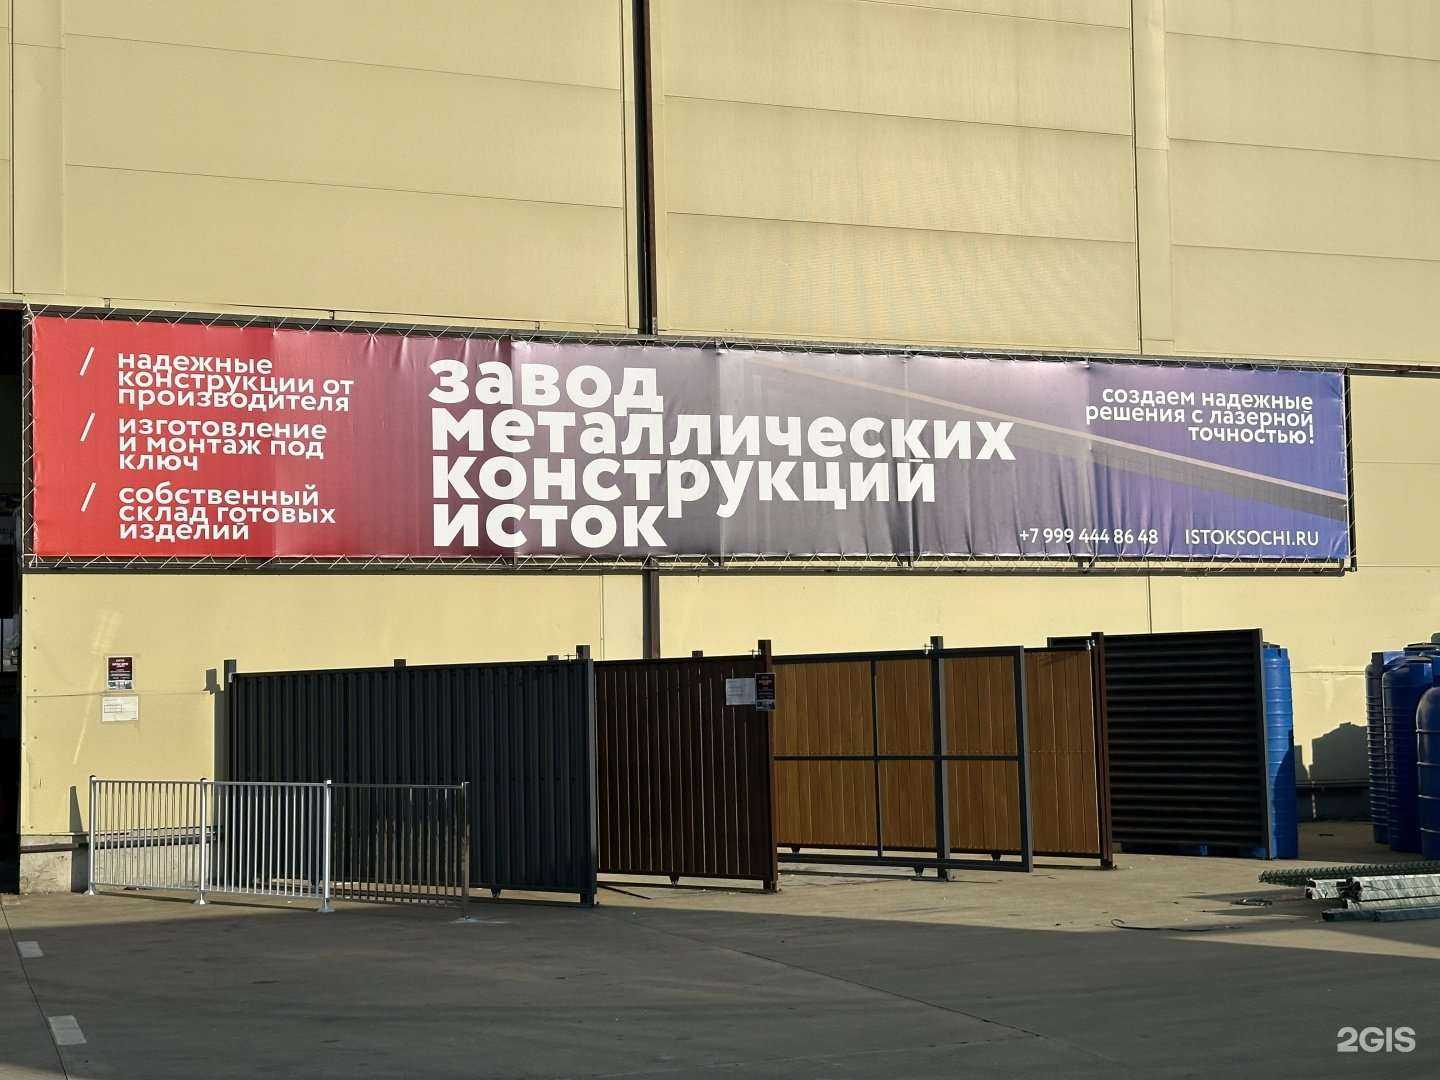 / надежные
конструкции от
производителя
/ изготовление
и монтаж под
ключ
/ собственный
склад готовых
изделий
завод
металлических
конструкций
исток
создаем надежные
решения с лазерной
точностью!
+7 999 444 86 48 ISTOKSOCHI.RU
2GIS